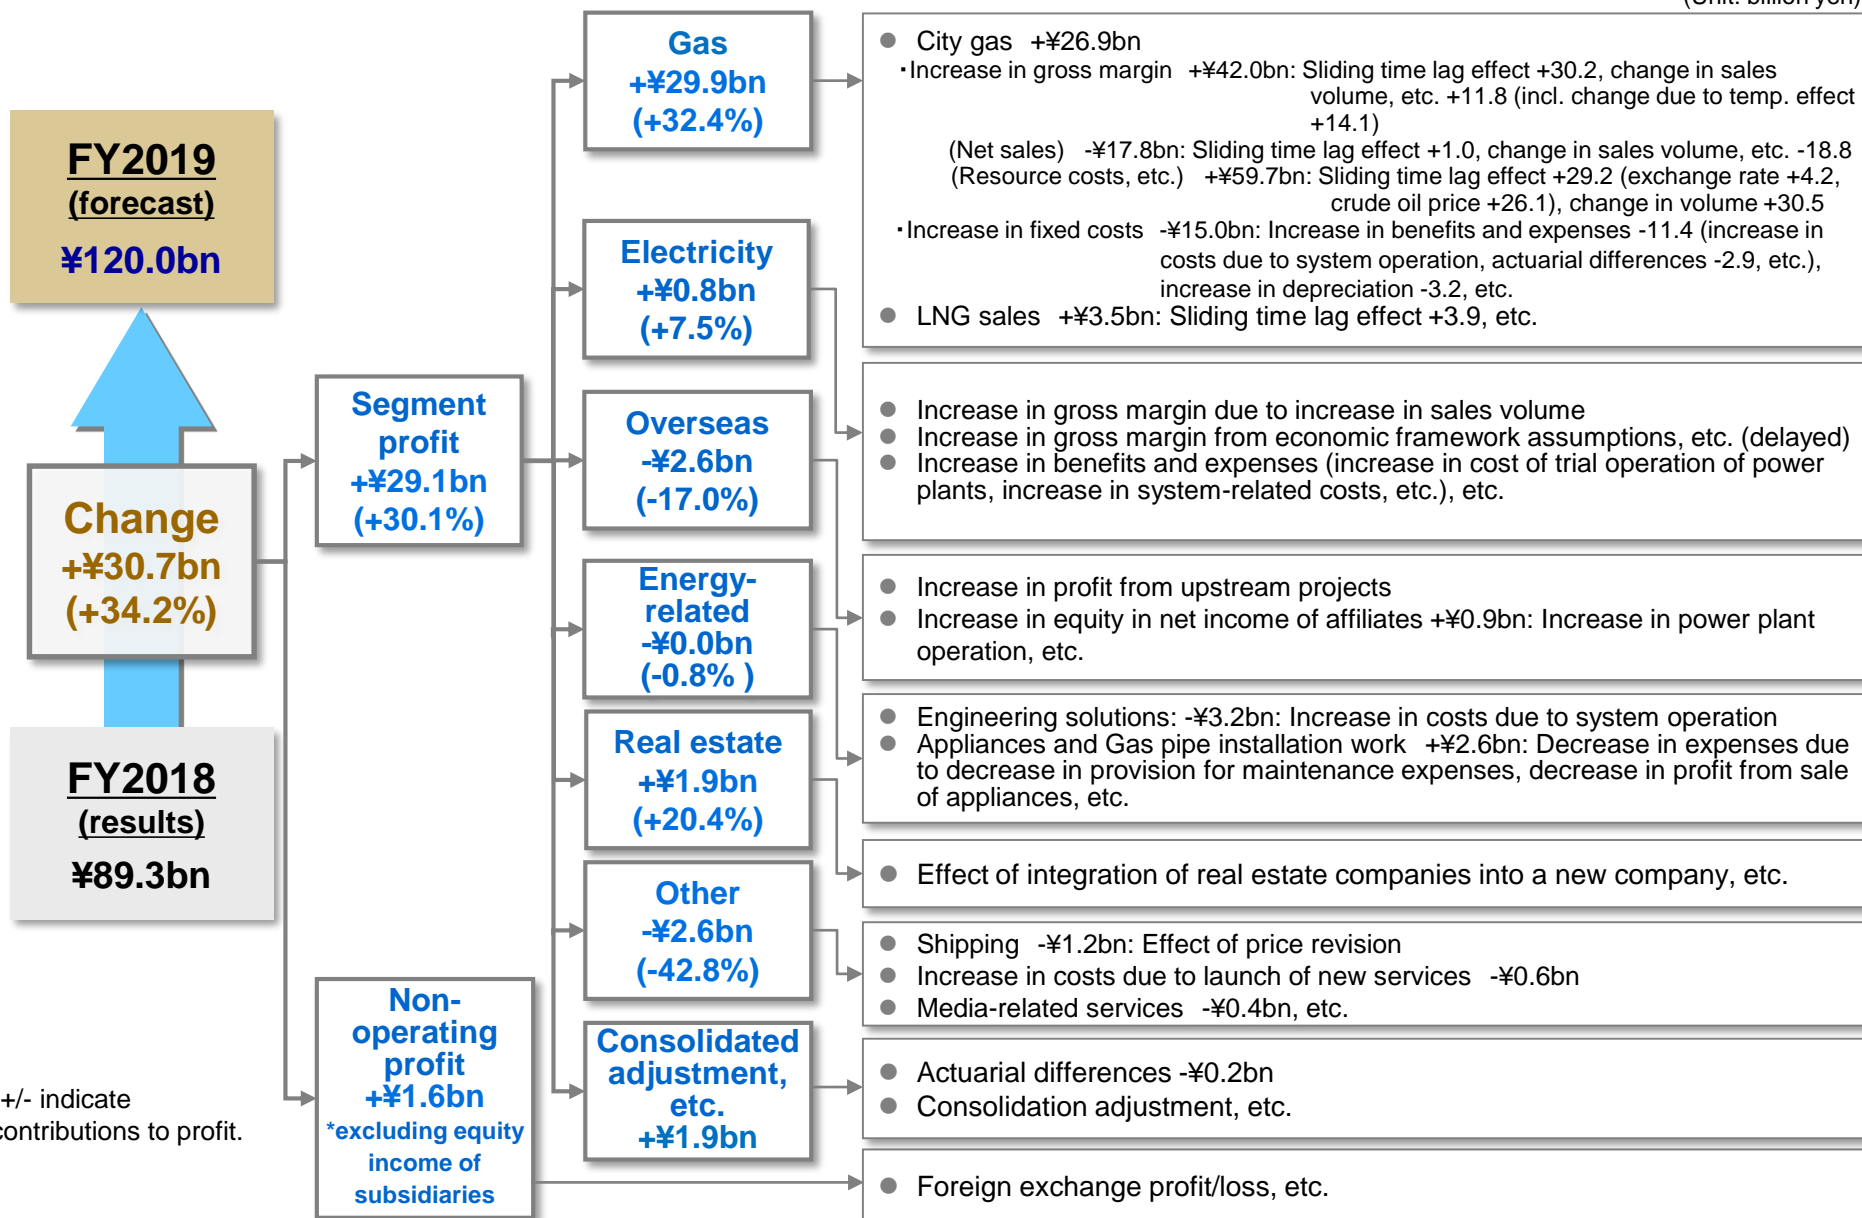 (Unit: billion yen)
FY2019
(forecast)
¥120.0bn
Change
+¥30.7bn
(+34.2%)
FY2018
(results)
¥89.3bn
+/- indicate
contributions to profit.
Segment
profit
+¥29.1bn
(+30.1%)
Non-
operating
profit
+¥1.6bn
*excluding equity
income of
subsidiaries
Gas
+¥29.9bn
(+32.4%)
Electricity
+¥0.8bn
(+7.5%)
Overseas
-¥2.6bn
(-17.0%)
Energy-
related
-¥0.0bn
(-0.8% )
Real estate
+¥1.9bn
(+20.4%)
Other
-¥2.6bn
(-42.8%)
Consolidated
adjustment,
etc.
+¥1.9bn
● City gas +¥26.9bn
・Increase in gross margin +¥42.0bn: Sliding time lag effect +30.2, change in sales
volume, etc. +11.8 (incl. change due to temp. effect
+14.1)
(Net sales) -¥17.8bn: Sliding time lag effect +1.0, change in sales volume, etc. -18.8
(Resource costs, etc.) +¥59.7bn: Sliding time lag effect +29.2 (exchange rate +4.2,
crude oil price +26.1), change in volume +30.5
・Increase in fixed costs -¥15.0bn: Increase in benefits and expenses -11.4 (increase in
costs due to system operation, actuarial differences -2.9, etc.),
increase in depreciation -3.2, etc.
● LNG sales +¥3.5bn: Sliding time lag effect +3.9, etc.
● Increase in gross margin due to increase in sales volume
● Increase in gross margin from economic framework assumptions, etc. (delayed)
● Increase in benefits and expenses (increase in cost of trial operation of power
plants, increase in system-related costs, etc.), etc.
● Increase in profit from upstream projects
● Increase in equity in net income of affiliates +¥0.9bn: Increase in power plant
operation, etc.
● Engineering solutions: -¥3.2bn: Increase in costs due to system operation
● Appliances and Gas pipe installation work +¥2.6bn: Decrease in expenses due
to decrease in provision for maintenance expenses, decrease in profit from sale
of appliances, etc.
● Effect of integration of real estate companies into a new company, etc.
● Shipping -¥1.2bn: Effect of price revision
● Increase in costs due to launch of new services -¥0.6bn
● Media-related services -¥0.4bn, etc.
● Actuarial differences -¥0.2bn
● Consolidation adjustment, etc.
● Foreign exchange profit/loss, etc.